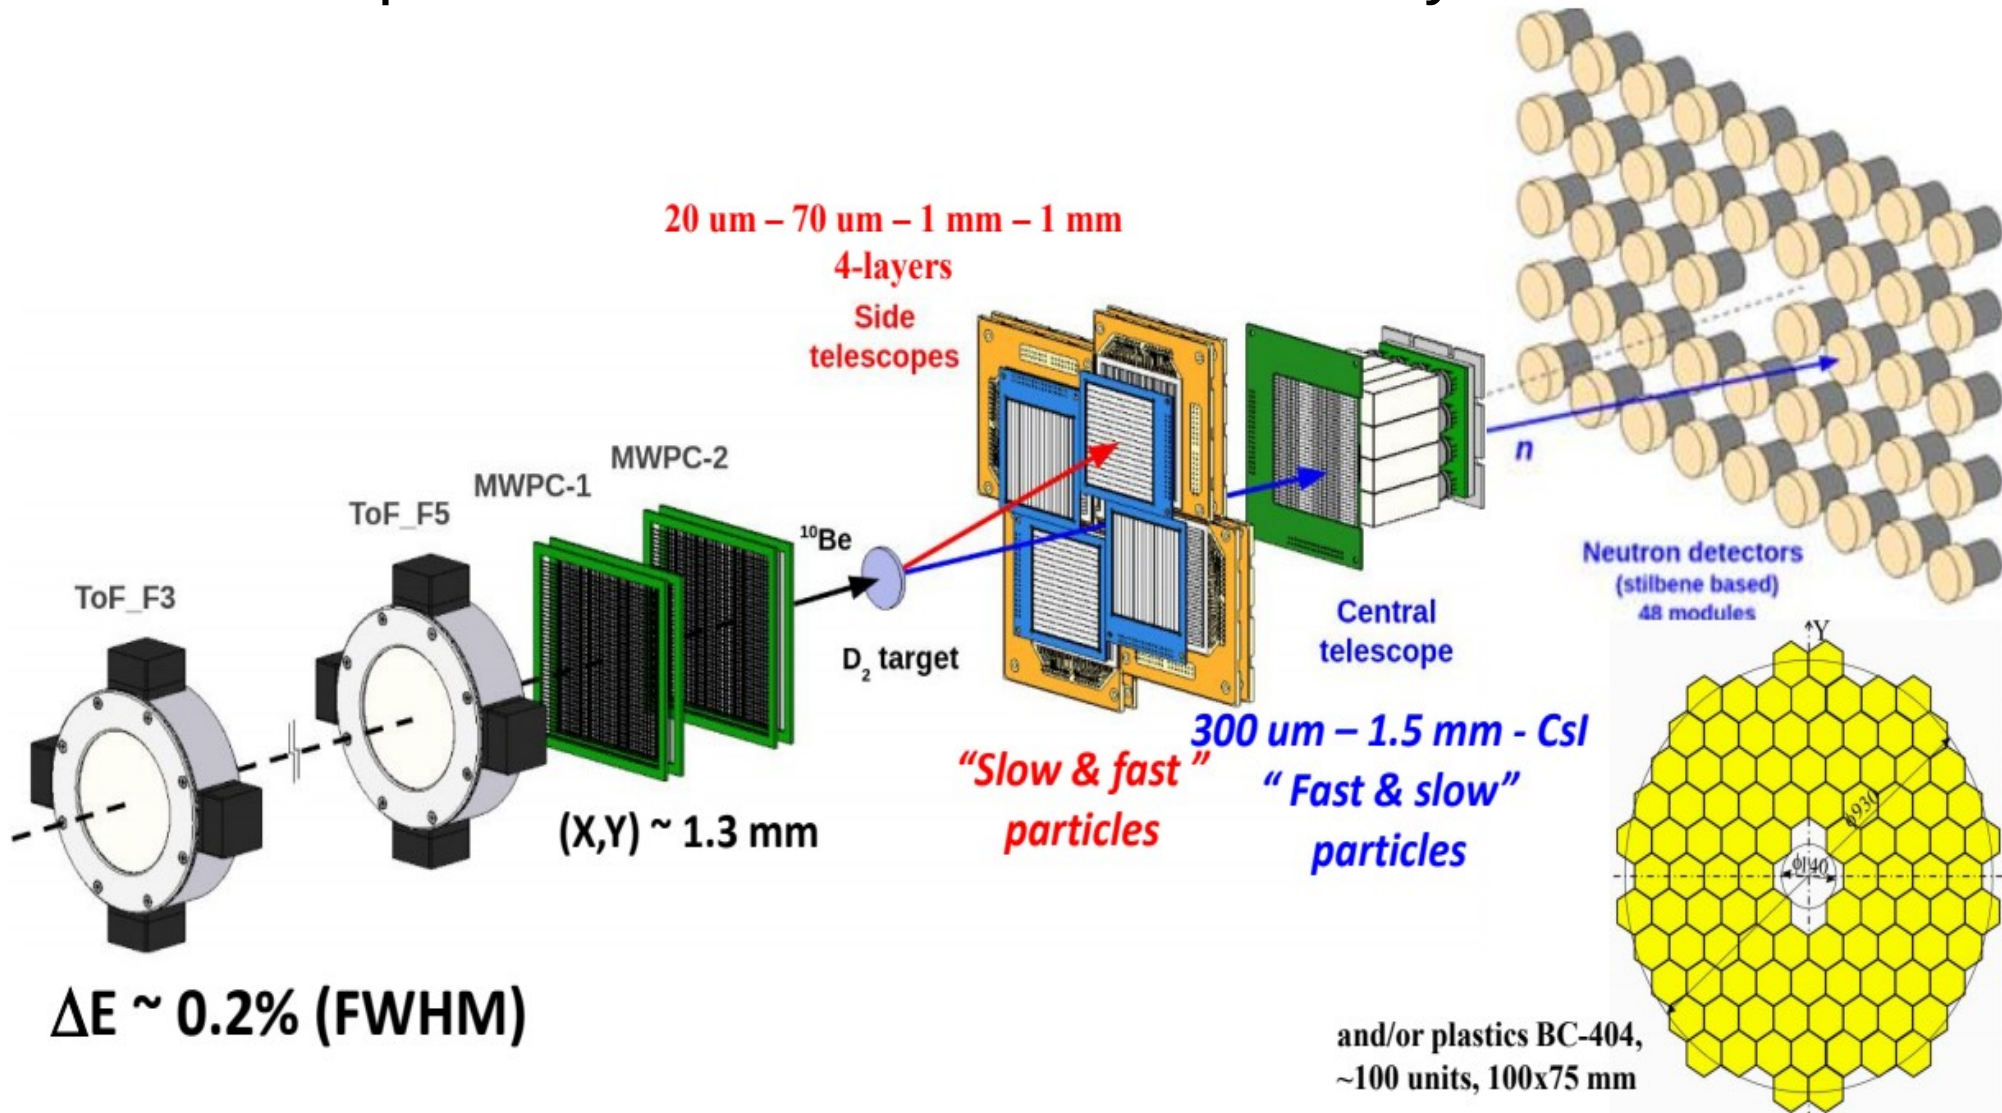 20 um – 70 um – 1 mm – 1 mm
4-layers
Side
telescopes
MWPC-2
MWPC-1
ToF_F5
ToF_F3
¹⁰Be
D₂ target
n
Neutron detectors
(stilbene based)
48 modules
Central
telescope
300 um – 1.5 mm - CsI
“ Fast & slow”
particles
“Slow & fast ”
particles
(X,Y) ~ 1.3 mm
ΔE ~ 0.2% (FWHM)
Y
ϕ930
ϕ140
and/or plastics BC-404,
~100 units, 100x75 mm